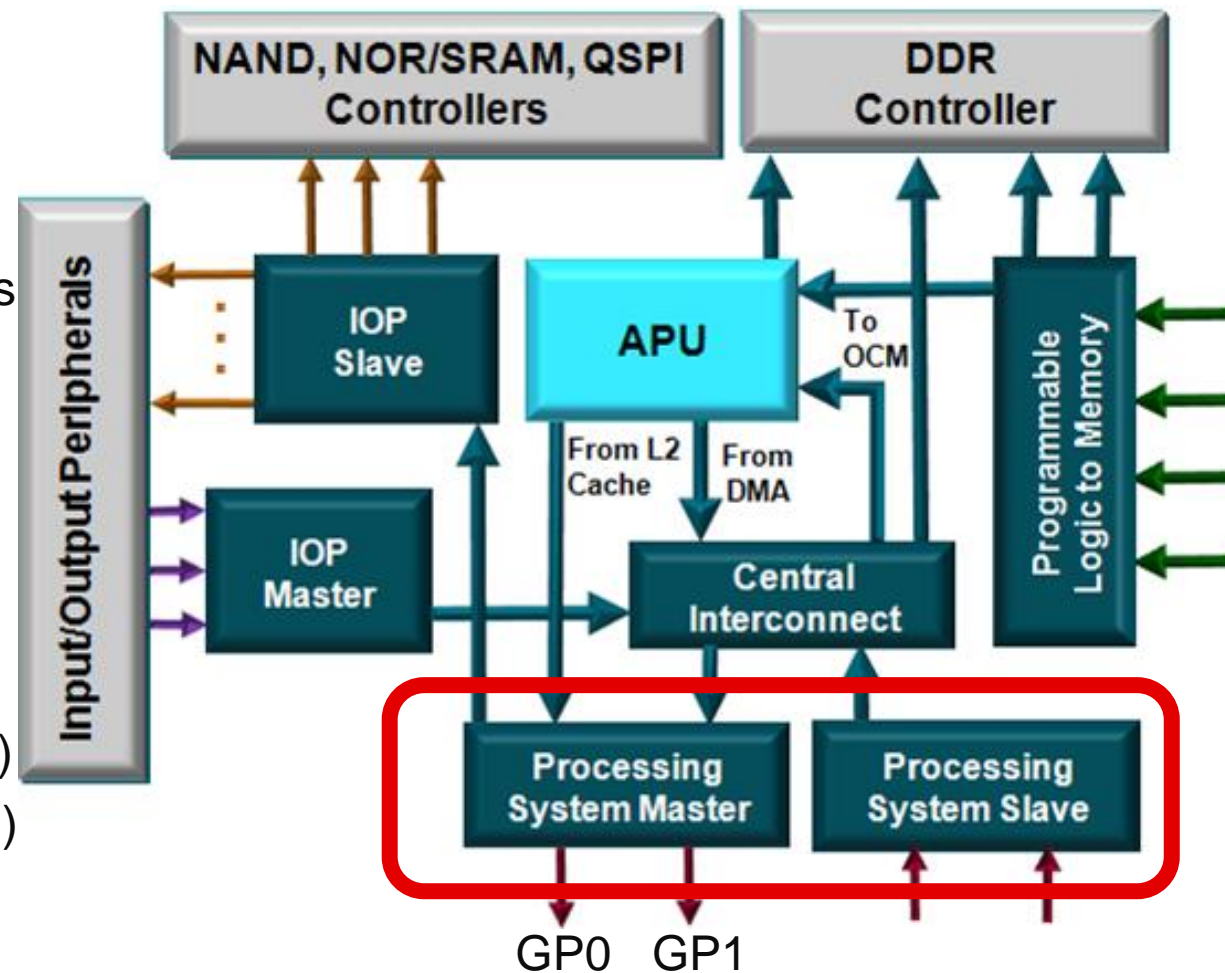 NAND, NOR/SRAM, QSPI
Controllers
DDR
Controller
s
Input/Output Peripherals
IOP
Slave
APU
To
OCM
Programmable
Logic to Memory
From L2
Cache
From
DMA
IOP
Master
Central
Interconnect
)
)
Processing
System Master
Processing
System Slave
GP0 GP1